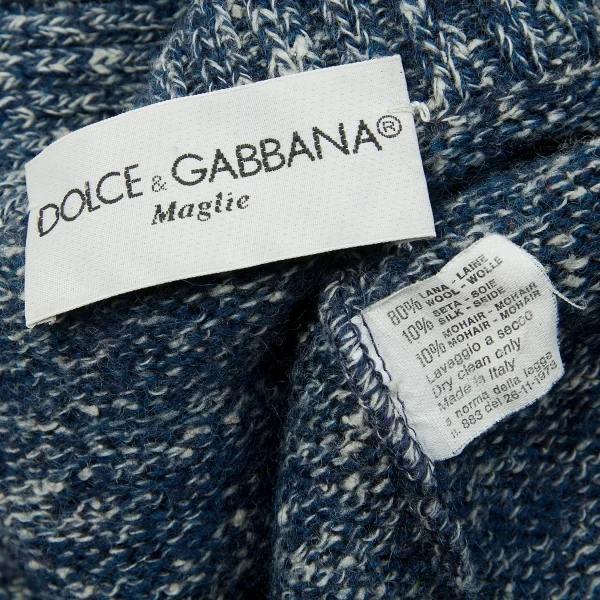 DOLCE & GABBANA®
Maglie
80% LANA - LAINE
WOOL - WOLLE
10% SETA - SOIE
SILK - SEIDE
10% MOHAIR - MOHAIR
MOHAIR - MOHAIR
Lavaggio a secco
Dry clean only
Made in Italy
a norma della legge
n. 883 del 26-11-1973